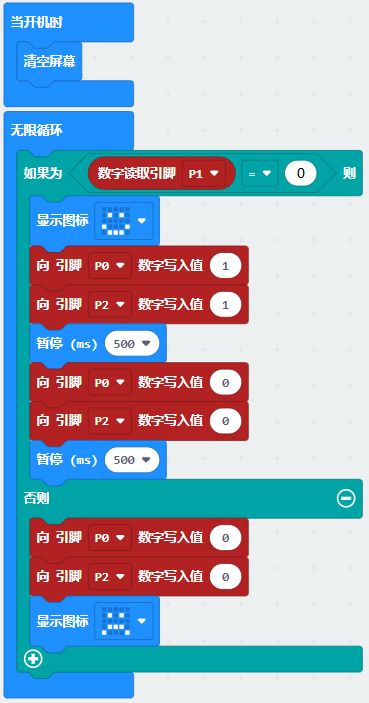 当开机时
清空屏幕
无限循环
如果为 数字读取引脚 P1 = 0 则
显示图标
向 引脚 P0 数字写入值 1
向 引脚 P2 数字写入值 1
暂停 (ms) 500
向 引脚 P0 数字写入值 0
向 引脚 P2 数字写入值 0
暂停 (ms) 500
否则
向 引脚 P0 数字写入值 0
向 引脚 P2 数字写入值 0
显示图标